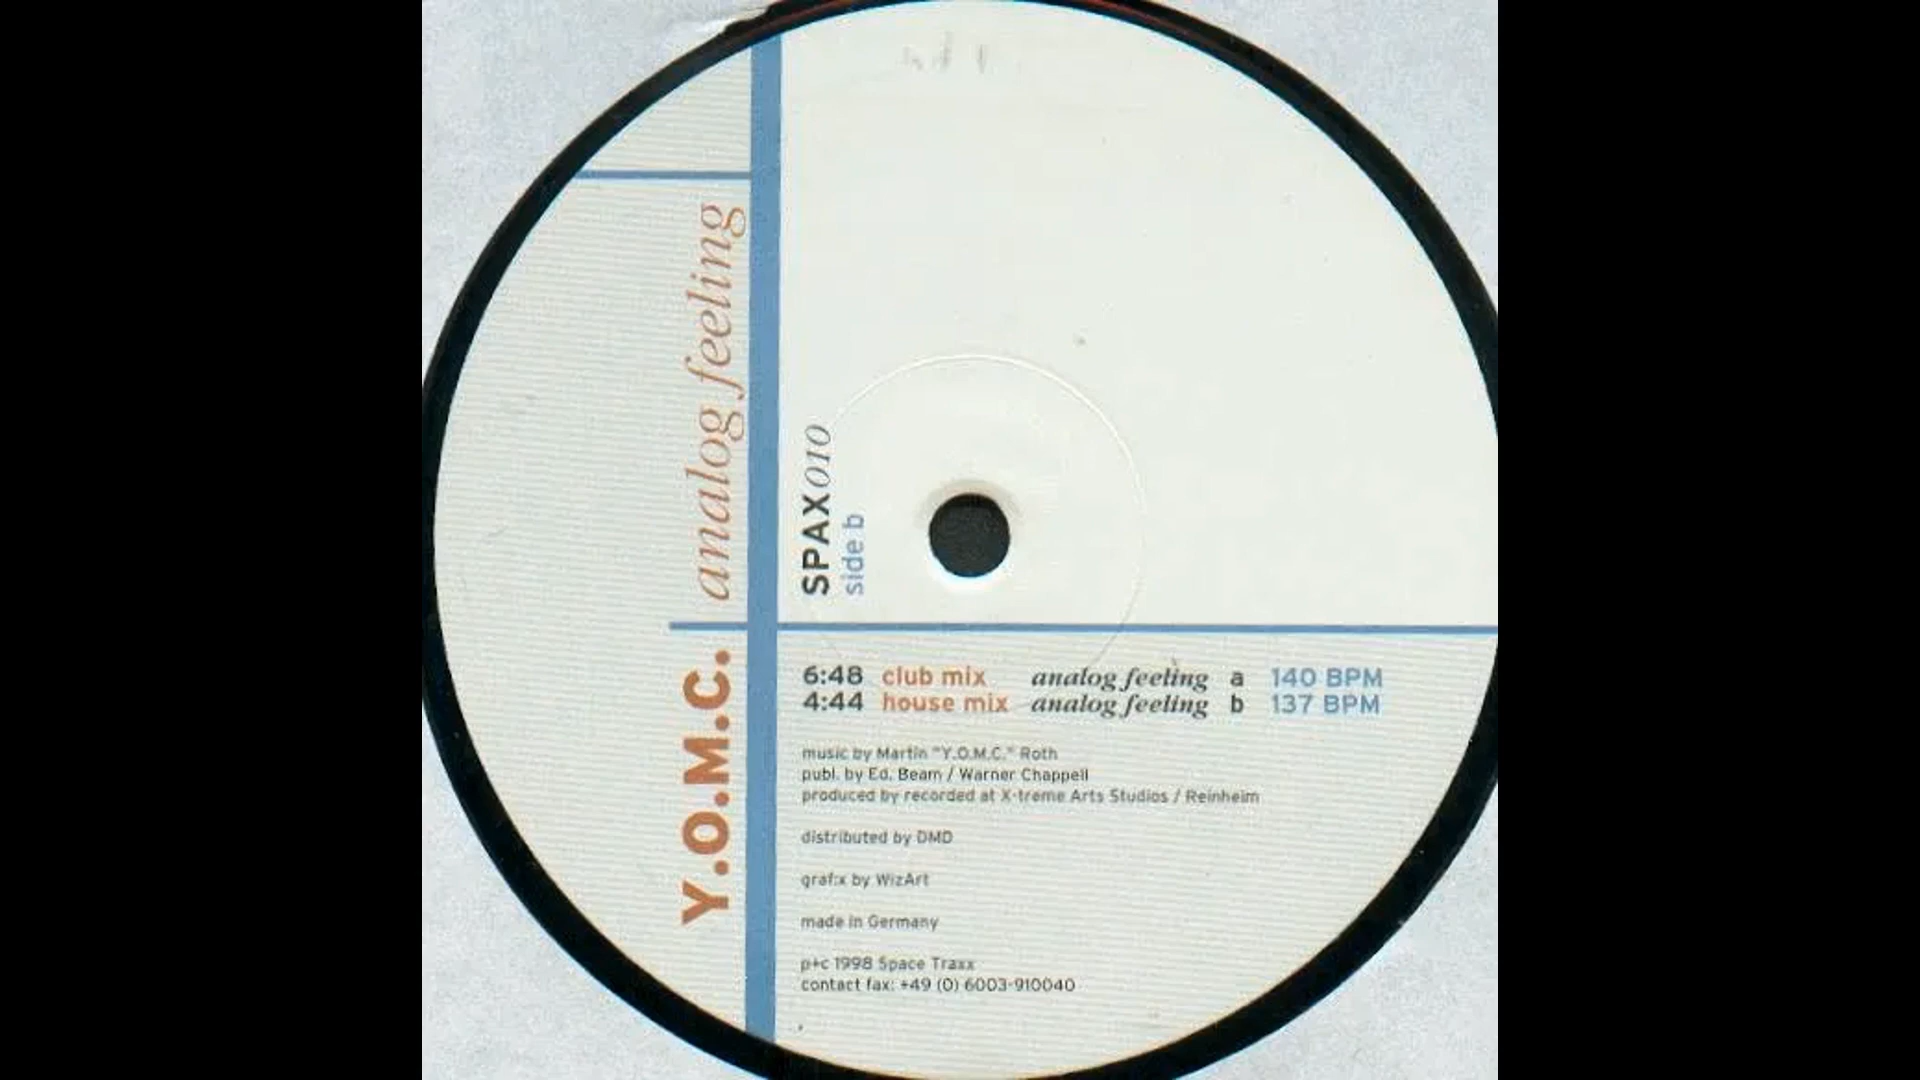 Y.O.M.C. analog feeling
SPAX010
side b
6:48 club mix analog feeling a 140 BPM
4:44 house mix analog feeling b 137 BPM
music by Martin "Y.O.M.C." Roth
publ. by Ed. Beam / Warner Chappell
produced by recorded at X-treme Arts Studios / Reinheim
distributed by DMD
grafix by WizArt
made in Germany
p+c 1998 Space Traxx
contact fax: +49 (0) 6003-910040